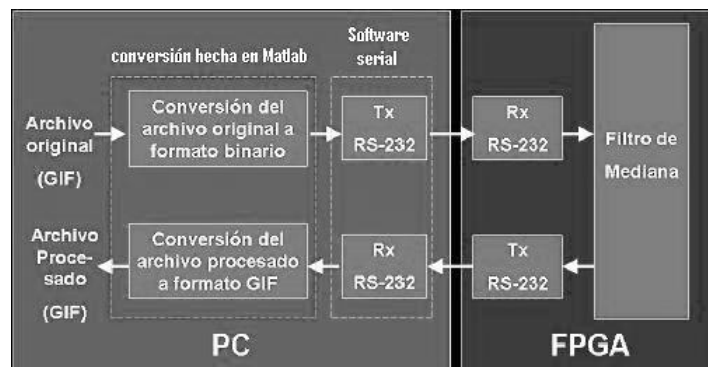 conversión hecha en Matlab
Software
serial
Archivo
original
(GIF)
Conversión del
archivo original a
formato binario
Tx
RS-232
Rx
RS-232
Filtro de
Mediana
Archivo
Proce-
sado
(GIF)
Conversión del
archivo procesado
a formato GIF
Rx
RS-232
Tx
RS-232
PC
FPGA